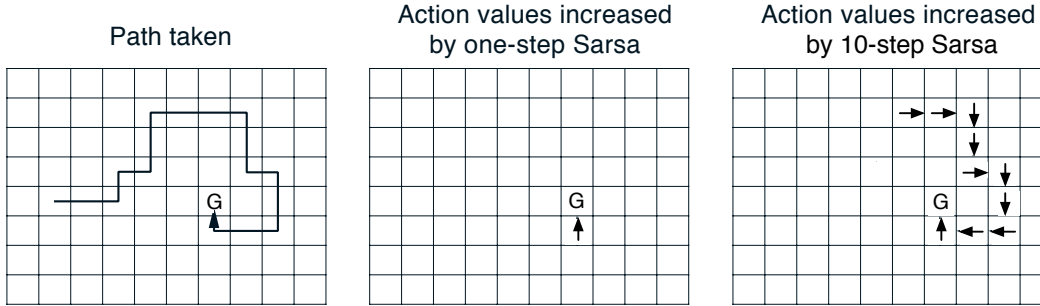 Path taken
Action values increased
by one-step Sarsa
Action values increased
by 10-step Sarsa
G
G
G